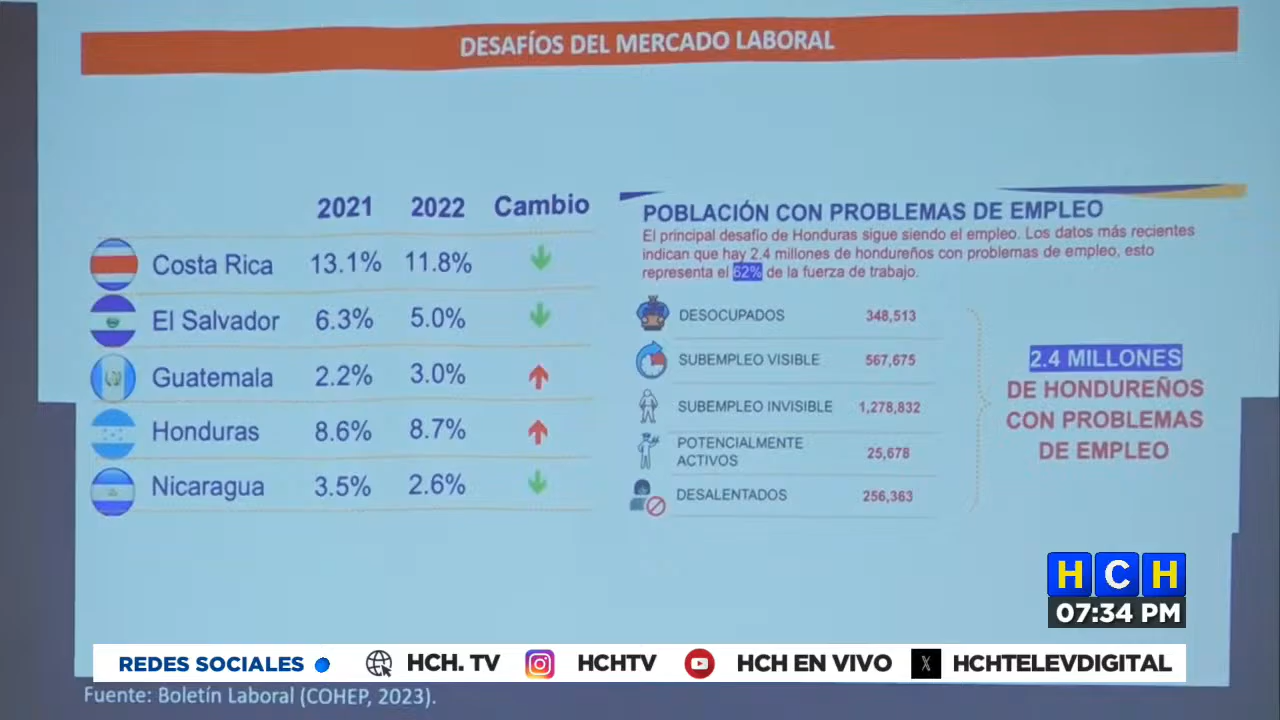 DESAFÍOS DEL MERCADO LABORAL
2021 2022 Cambio
Costa Rica 13.1% 11.8%
El Salvador 6.3% 5.0%
Guatemala 2.2% 3.0%
Honduras 8.6% 8.7%
Nicaragua 3.5% 2.6%
POBLACIÓN CON PROBLEMAS DE EMPLEO
El principal desafío de Honduras sigue siendo el empleo. Los datos más recientes
indican que hay 2.4 millones de hondureños con problemas de empleo, esto
representa el 62% de la fuerza de trabajo.
DESOCUPADOS 348,513
SUBEMPLEO VISIBLE 567,675
SUBEMPLEO INVISIBLE 1,278,832
POTENCIALMENTE
ACTIVOS 25,678
DESALENTADOS 256,363
2.4 MILLONES
DE HONDUREÑOS
CON PROBLEMAS
DE EMPLEO
HCH
07:34 PM
REDES SOCIALES HCH. TV HCHTV HCH EN VIVO X HCHTELEVDIGITAL
Fuente: Boletín Laboral (COHEP, 2023).